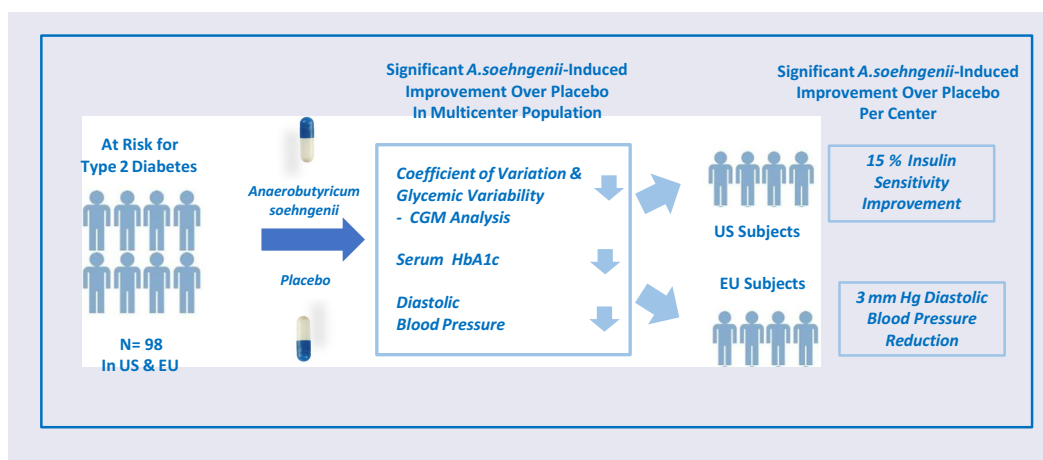 Significant A.soehngenii-Induced
Improvement Over Placebo
In Multicenter Population
Significant A.soehngenii-Induced
Improvement Over Placebo
Per Center
At Risk for
Type 2 Diabetes
Anaerobutyricum
soehngenii
Placebo
N= 98
In US & EU
Coefficient of Variation &
Glycemic Variability
- CGM Analysis
Serum HbA1c
Diastolic
Blood Pressure
US Subjects
15 % Insulin
Sensitivity
Improvement
EU Subjects
3 mm Hg Diastolic
Blood Pressure
Reduction